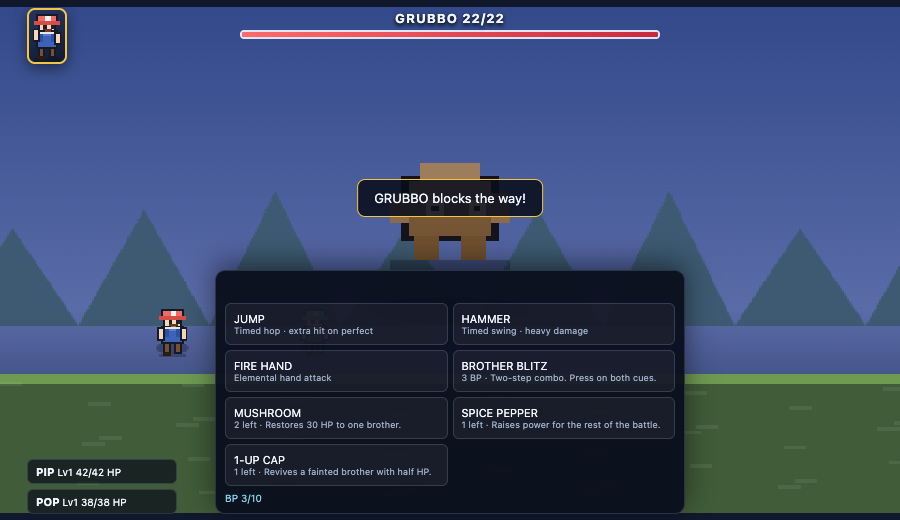 GRUBBO 22/22
GRUBBO blocks the way!
JUMP
Timed hop · extra hit on perfect
HAMMER
Timed swing · heavy damage
FIRE HAND
Elemental hand attack
BROTHER BLITZ
3 BP · Two-step combo. Press on both cues.
MUSHROOM
2 left · Restores 30 HP to one brother.
SPICE PEPPER
1 left · Raises power for the rest of the battle.
1-UP CAP
1 left · Revives a fainted brother with half HP.
BP 3/10
PIP Lv1 42/42 HP
POP Lv1 38/38 HP